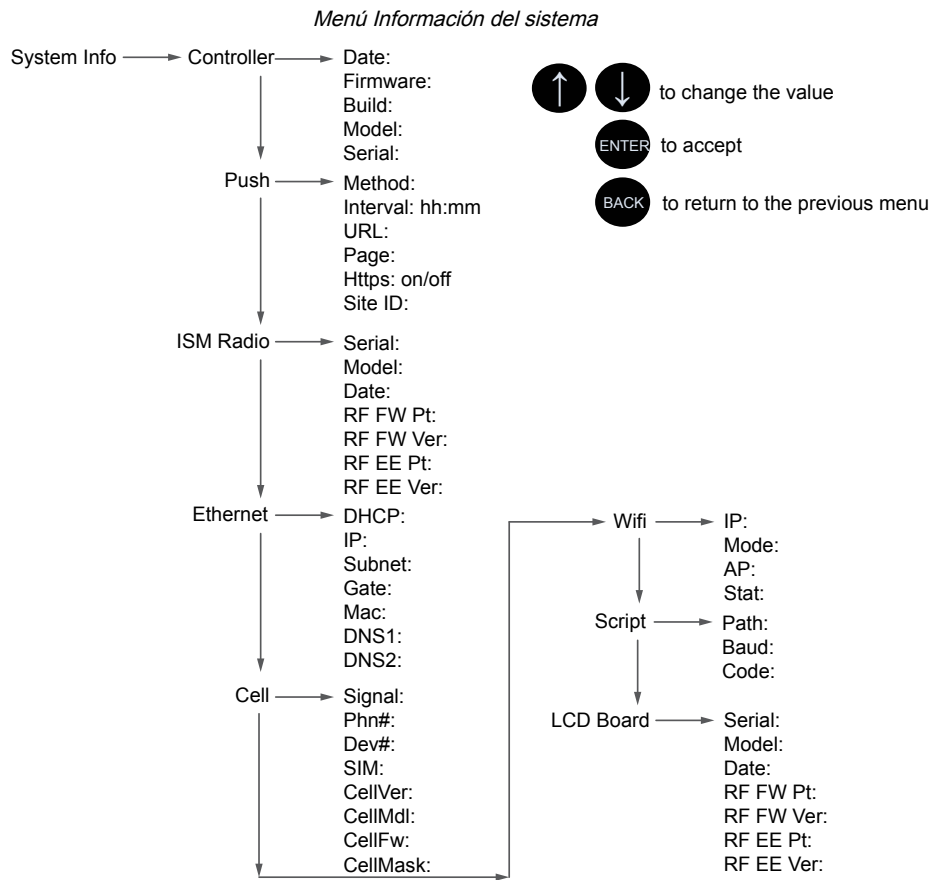 Menú Información del sistema
System Info Controller Date:
Firmware:
Build:
Model:
Serial:
↑ ↓ to change the value
ENTER to accept
BACK to return to the previous menu
Push Method:
Interval: hh:mm
URL:
Page:
Https: on/off
Site ID:
ISM Radio Serial:
Model:
Date:
RF FW Pt:
RF FW Ver:
RF EE Pt:
RF EE Ver:
Ethernet DHCP:
IP:
Subnet:
Gate:
Mac:
DNS1:
DNS2:
Cell Signal:
Phn#:
Dev#:
SIM:
CellVer:
CellMdl:
CellFw:
CellMask:
Wifi IP:
Mode:
AP:
Stat:
Script Path:
Baud:
Code:
LCD Board Serial:
Model:
Date:
RF FW Pt:
RF FW Ver:
RF EE Pt:
RF EE Ver: